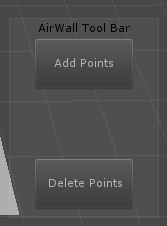 AirWall Tool Bar
Add Points
Delete Points